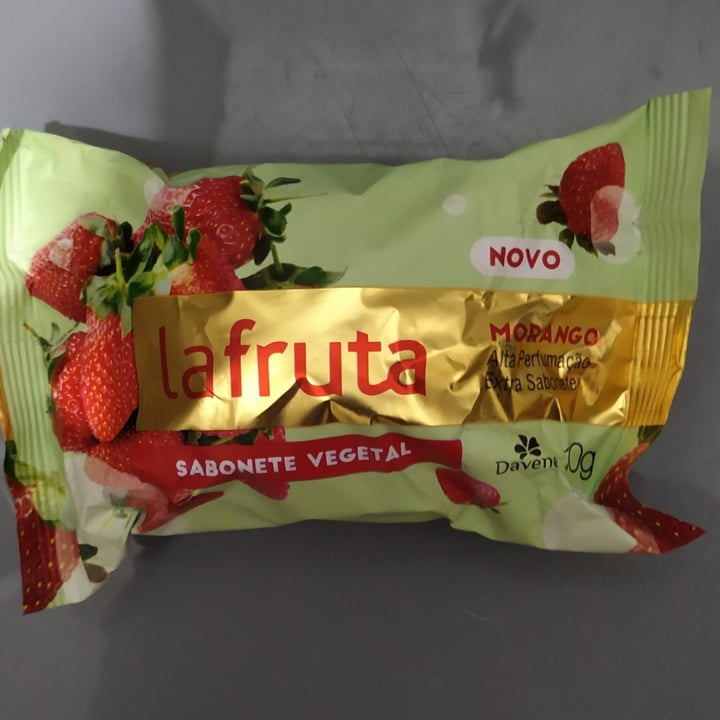 NOVO
lafruta
MORANGO
Alta Perfumação
Extra Sabonete
SABONETE VEGETAL
Davene